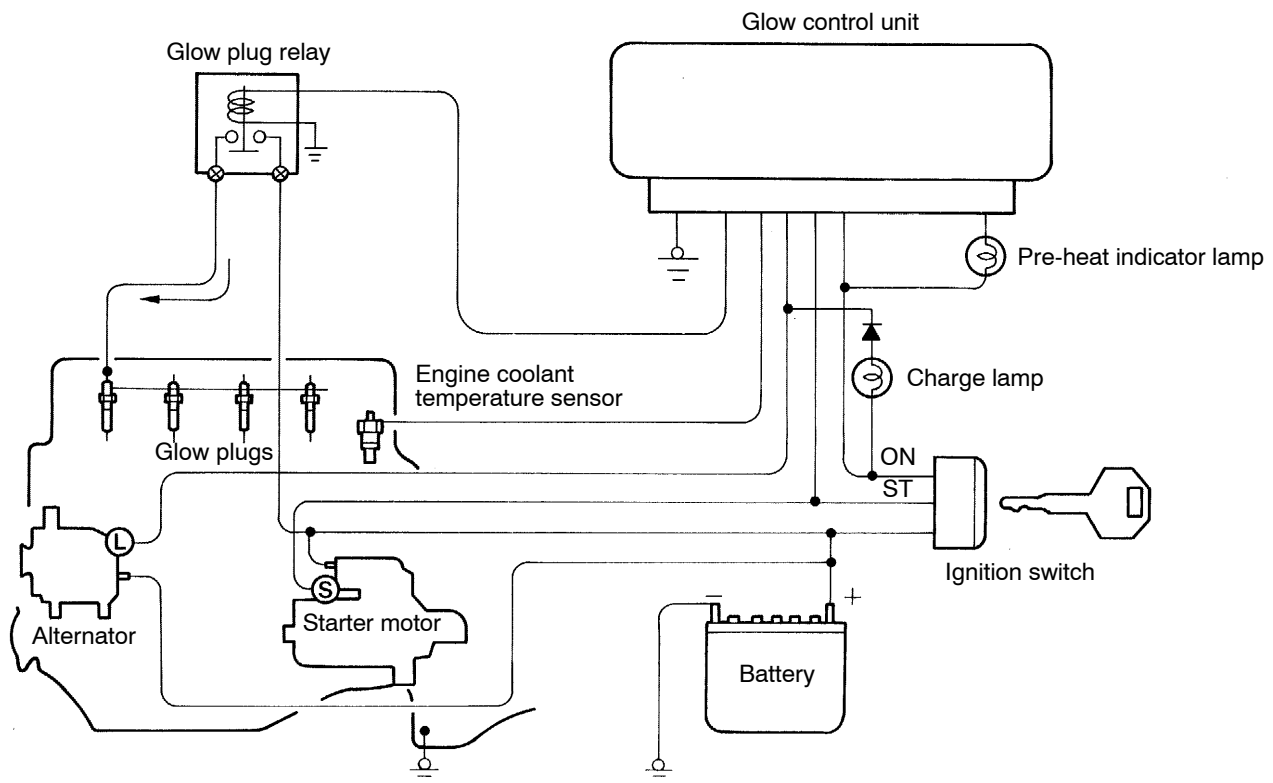 Glow control unit
Glow plug relay
Pre-heat indicator lamp
Engine coolant
temperature sensor
Charge lamp
Glow plugs
ON
ST
L
Ignition switch
S
− +
Alternator
Starter motor
Battery